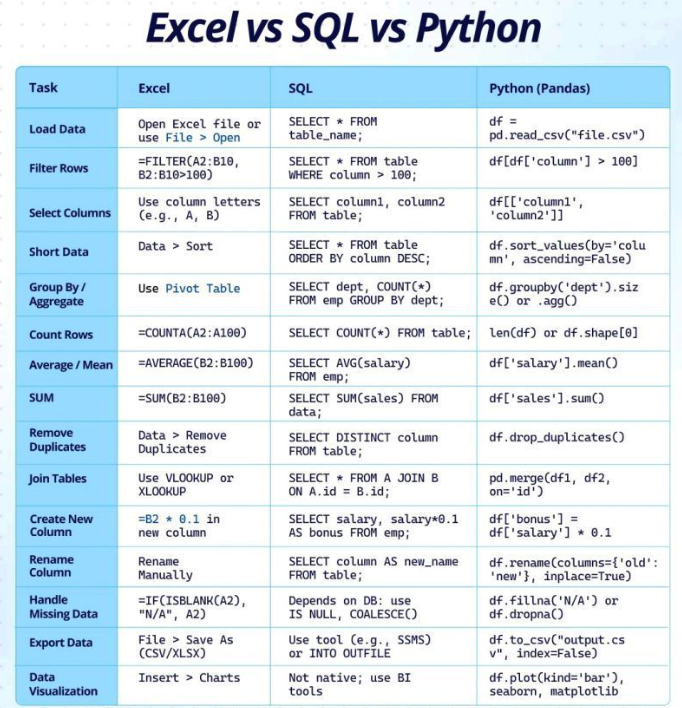 Excel vs SQL vs Python
Task Excel SQL Python (Pandas)
Load Data
Open Excel file or
use File > Open
SELECT * FROM
table_name;
df =
pd.read_csv("file.csv")
Filter Rows
=FILTER(A2:B10,
B2:B10>100)
SELECT * FROM table
WHERE column > 100;
df[df['column'] > 100]
Select Columns
Use column letters
(e.g., A, B)
SELECT column1, column2
FROM table;
df[['column1',
'column2']]
Short Data
Data > Sort
SELECT * FROM table
ORDER BY column DESC;
df.sort_values(by='colu
mn', ascending=False)
Group By /
Aggregate
Use Pivot Table
SELECT dept, COUNT(*)
FROM emp GROUP BY dept;
df.groupby('dept').siz
e() or .agg()
Count Rows
=COUNTA(A2:A100)
SELECT COUNT(*) FROM table;
len(df) or df.shape[0]
Average / Mean
=AVERAGE(B2:B100)
SELECT AVG(salary)
FROM emp;
df['salary'].mean()
SUM
=SUM(B2:B100)
SELECT SUM(sales) FROM
data;
df['sales'].sum()
Remove
Duplicates
Data > Remove
Duplicates
SELECT DISTINCT column
FROM table;
df.drop_duplicates()
Join Tables
Use VLOOKUP or
XLOOKUP
SELECT * FROM A JOIN B
ON A.id = B.id;
pd.merge(df1, df2,
on='id')
Create New
Column
=B2 * 0.1 in
new column
SELECT salary, salary*0.1
AS bonus FROM emp;
df['bonus'] =
df['salary'] * 0.1
Rename
Column
Rename
Manually
SELECT column AS new_name
FROM table;
df.rename(columns={'old':
'new'}, inplace=True)
Handle
Missing Data
=IF(ISBLANK(A2),
"N/A", A2)
Depends on DB: use
IS NULL, COALESCE()
df.fillna('N/A') or
df.dropna()
Export Data
File > Save As
(CSV/XLSX)
Use tool (e.g., SSMS)
or INTO OUTFILE
df.to_csv("output.cs
v", index=False)
Data
Visualization
Insert > Charts
Not native; use BI
tools
df.plot(kind='bar'),
seaborn, matplotlib